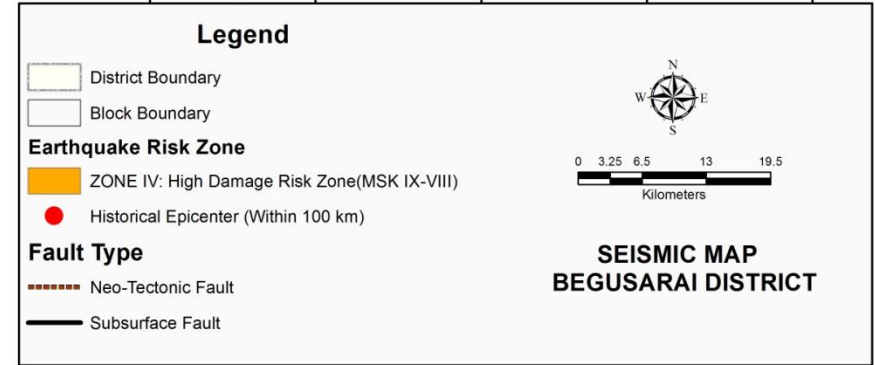 Legend
District Boundary
Block Boundary
Earthquake Risk Zone
ZONE IV: High Damage Risk Zone(MSK IX-VIII)
Historical Epicenter (Within 100 km)
Fault Type
Neo-Tectonic Fault
Subsurface Fault
N
W E
S
0 3.25 6.5 13 19.5
Kilometers
SEISMIC MAP
BEGUSARAI DISTRICT